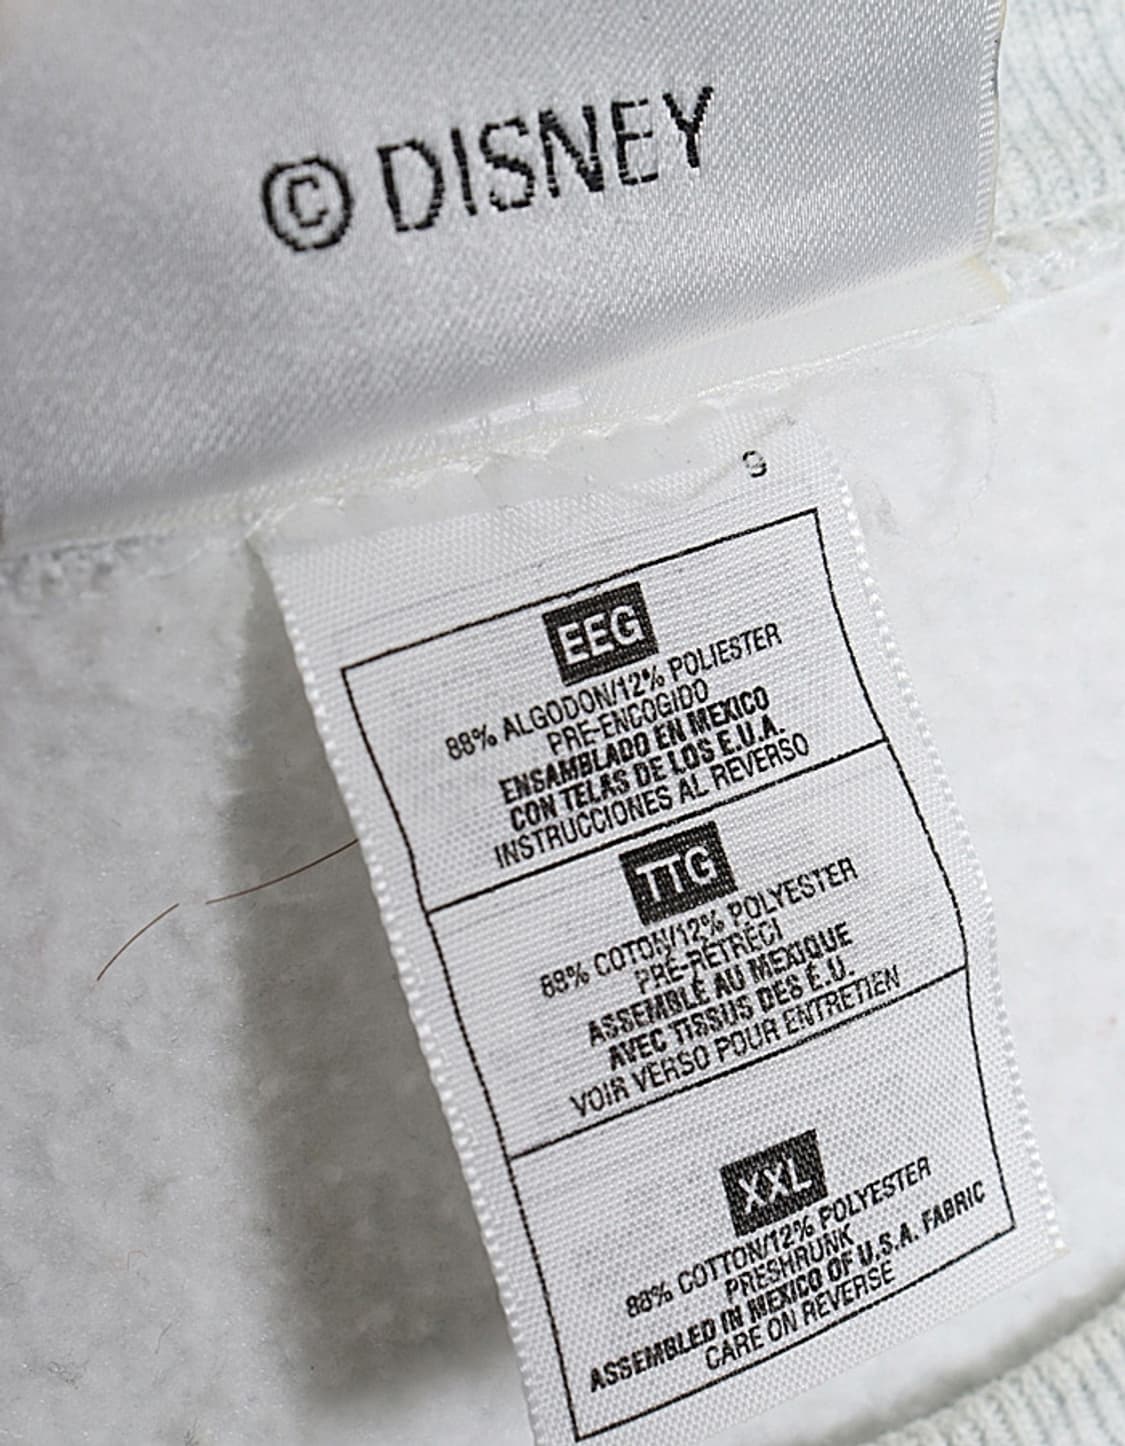 © DISNEY
9
EEG
88% ALGODON/12% POLIESTER
PRE-ENCOGIDO
ENSAMBLADO EN MEXICO
CON TELAS DE LOS E.U.A.
INSTRUCCIONES AL REVERSO
TTG
88% COTON/12% POLYESTER
PRÉ-RÉTRÉCI
ASSEMBLÉ AU MEXIQUE
AVEC TISSUS DES É.U.
VOIR VERSO POUR ENTRETIEN
XXL
88% COTTON/12% POLYESTER
PRESHRUNK
ASSEMBLED IN MEXICO OF U.S.A. FABRIC
CARE ON REVERSE